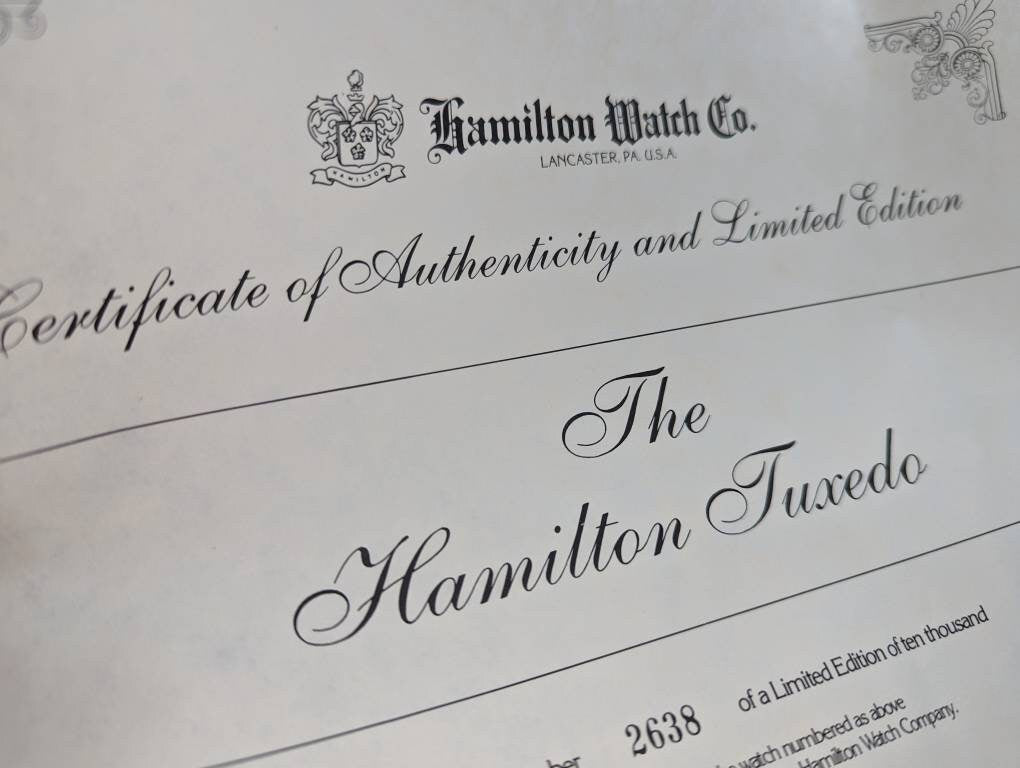 Hamilton Watch Co.
LANCASTER, PA. U.S.A.
HAMILTON
Certificate of Authenticity and Limited Edition
The
Hamilton Tuxedo
2638 of a Limited Edition of ten thousand
watch numbered as above
Hamilton Watch Company.